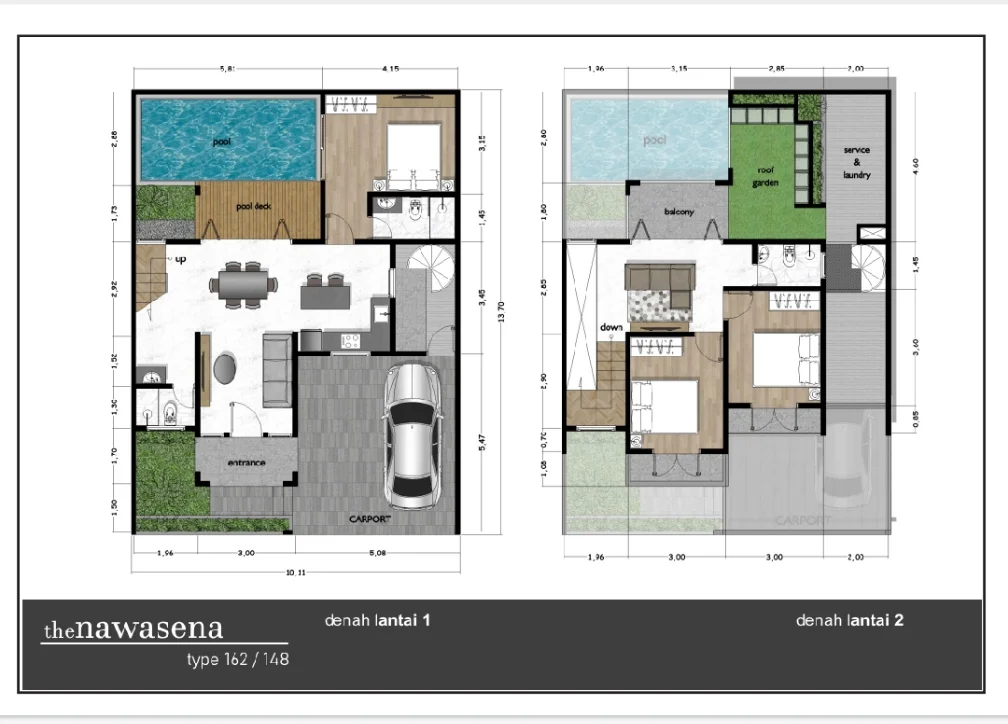 5,81
4,15
1,96
3,15
2,85
2,00
2,88
1,73
2,92
1,52
1,30
1,70
1,50
pool
pool deck
up
entrance
CARPORT
3,15
1,45
3,45
5,47
13,70
1,96
3,00
5,08
10,11
2,80
1,80
2,85
2,90
0,70
1,05
pool
roof
garden
service
&
laundry
balcony
down
CARPORT
4,60
1,45
3,60
0,85
1,96
3,00
3,00
2,00
thenawasena
type 162 / 148
denah lantai 1
denah lantai 2